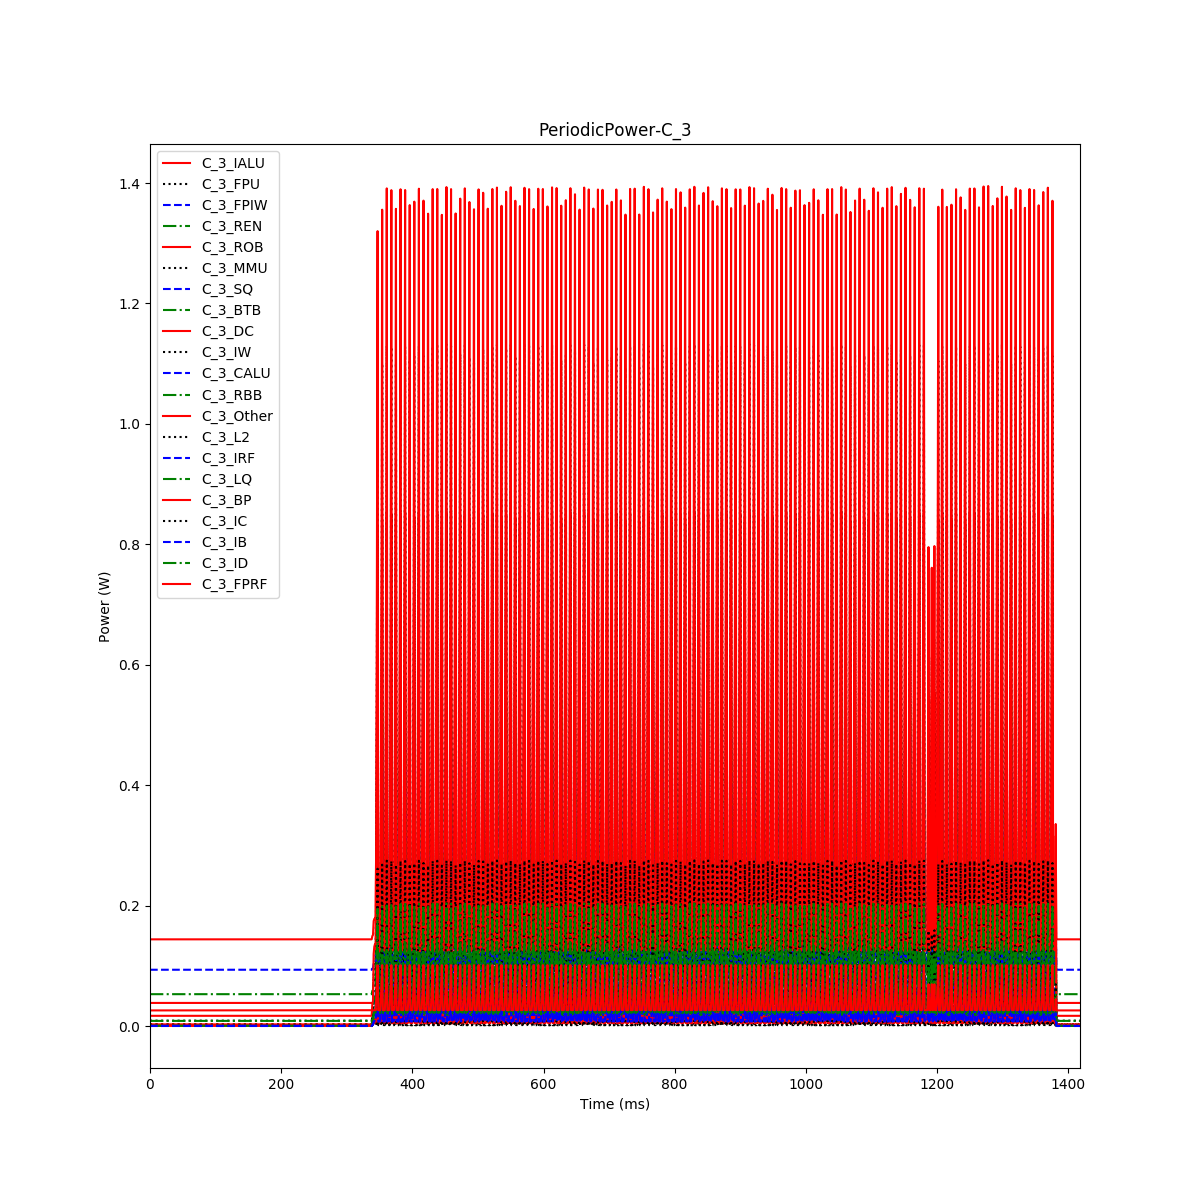 PeriodicPower-C_3
C_3_IALU
C_3_FPU
C_3_FPIW
C_3_REN
C_3_ROB
C_3_MMU
C_3_SQ
C_3_BTB
C_3_DC
C_3_IW
C_3_CALU
C_3_RBB
C_3_Other
C_3_L2
C_3_IRF
C_3_LQ
C_3_BP
C_3_IC
C_3_IB
C_3_ID
C_3_FPRF
Power (W)
1.4
1.2
1.0
0.8
0.6
0.4
0.2
0.0
0 200 400 600 800 1000 1200 1400
Time (ms)